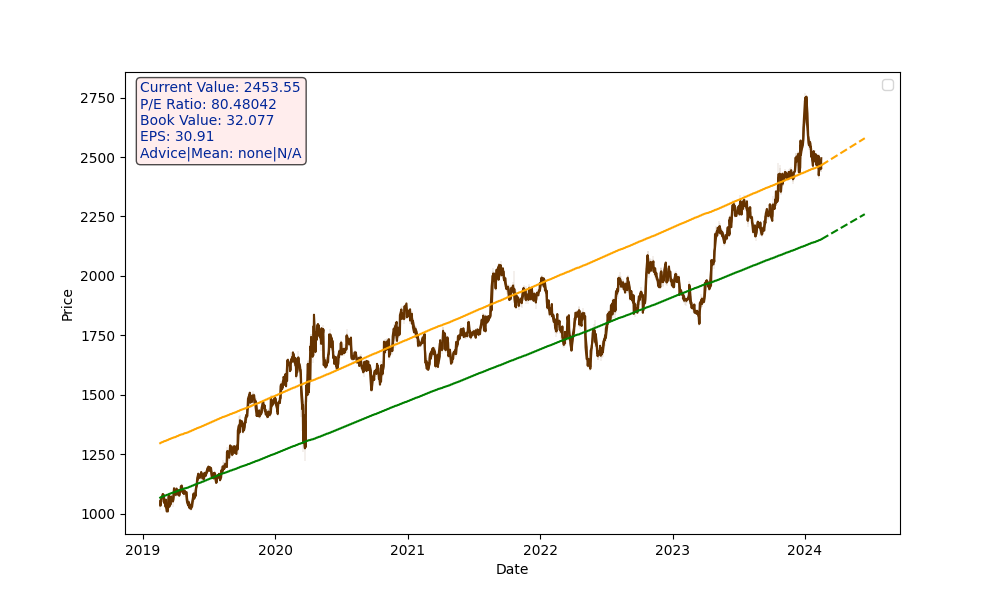 Current Value: 2453.55
P/E Ratio: 80.48042
Book Value: 32.077
EPS: 30.91
Advice|Mean: none|N/A
Price
2750
2500
2250
2000
1750
1500
1250
1000
2019 2020 2021 2022 2023 2024
Date